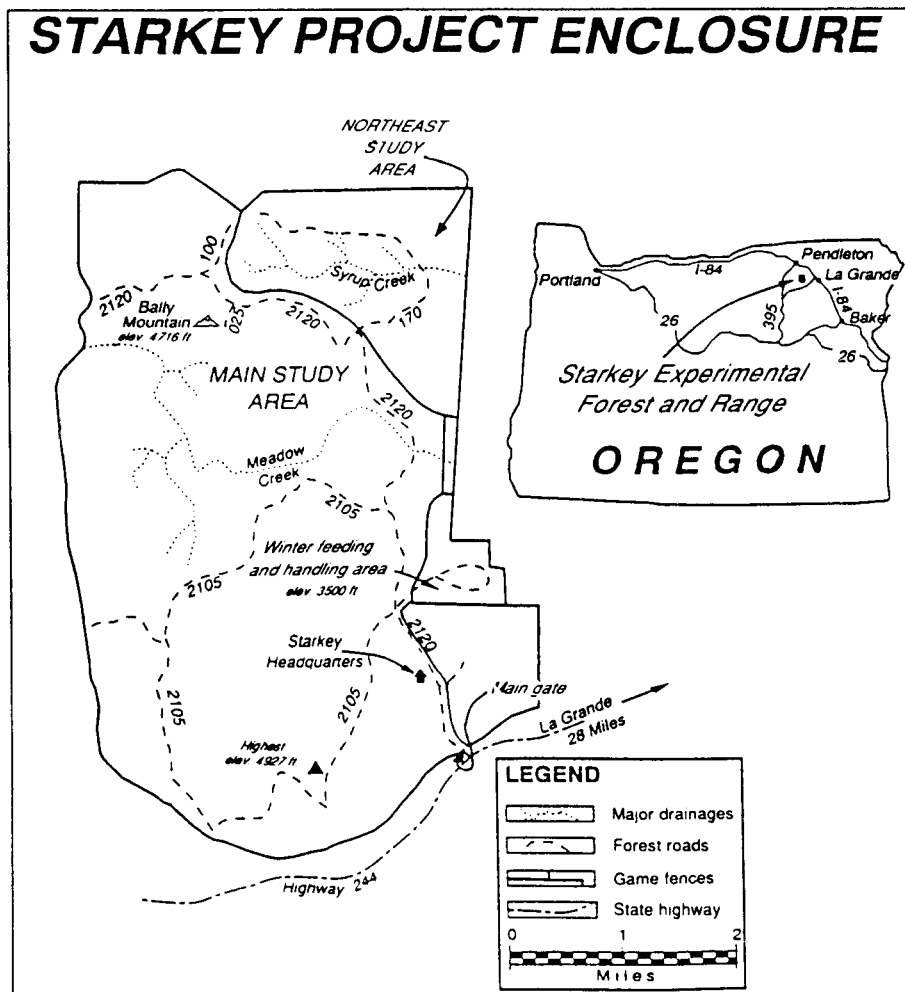 STARKEY PROJECT ENCLOSURE
NORTHEAST
STUDY
AREA
100
Syrup Creek
2120
Bally
Mountain
elev 4716 ft
025
2120
170
MAIN STUDY
AREA
2120
Meadow
Creek
2105
Winter feeding
and handling area
elev 3500 ft
2105
2120
Starkey
Headquarters
Main gate
2105
2105
La Grande
28 Miles
Highest
elev 4927 ft
Highway 244
Portland
I-84
Pendleton
La Grande
I-84
Baker
395
26
26
Starkey Experimental
Forest and Range
OREGON
LEGEND
Major drainages
Forest roads
Game fences
State highway
0 1 2
Miles